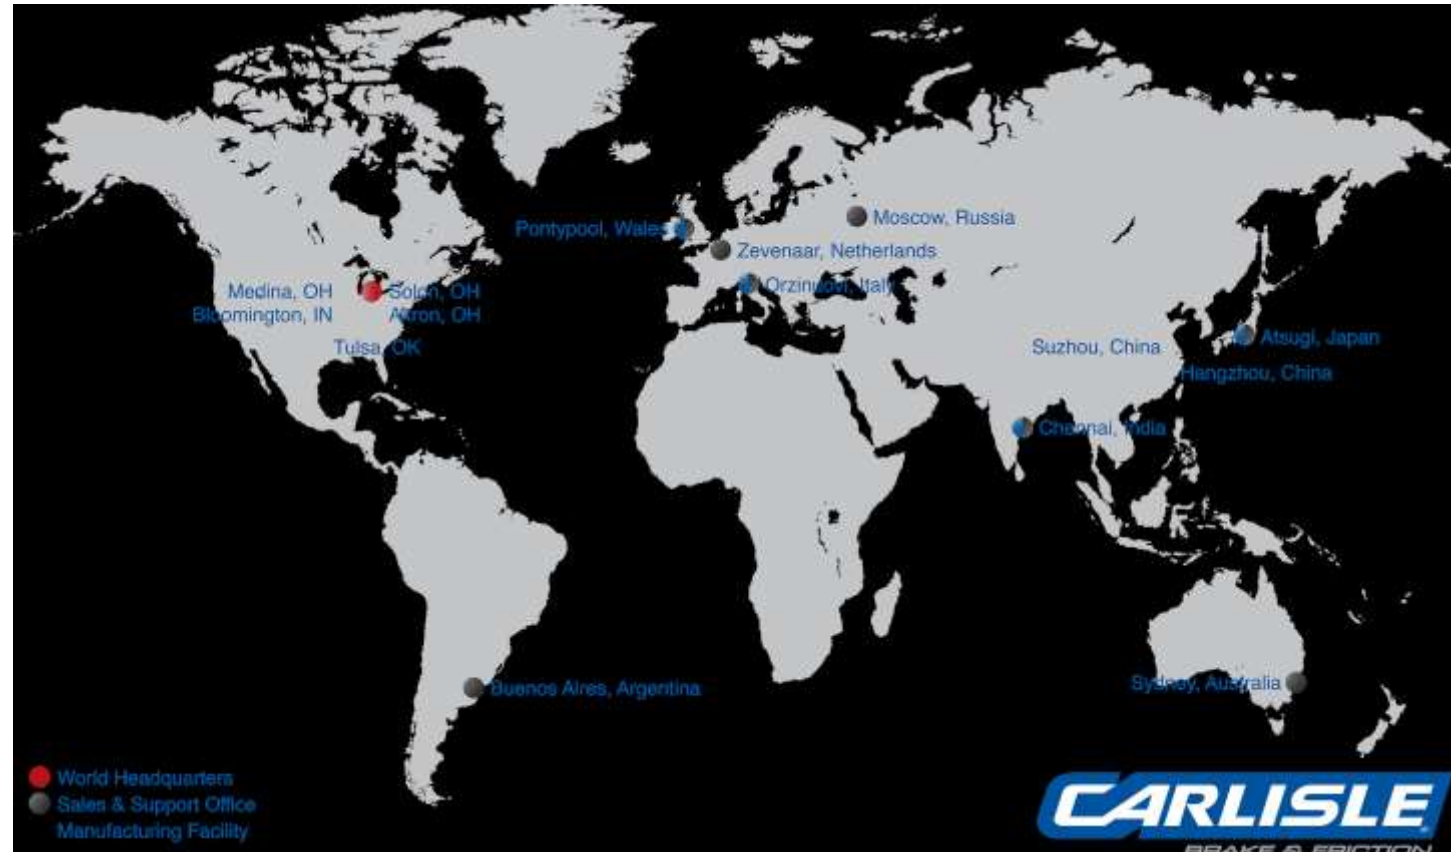 Moscow, Russia
Pontypool, Wales
Zevenaar, Netherlands
Orzinuovi, Italy
Medina, OH
Solon, OH
Bloomington, IN
Akron, OH
Tulsa, OK
Atsugi, Japan
Suzhou, China
Hangzhou, China
Chennai, India
Sydney, Australia
Buenos Aires, Argentina
World Headquarters
Sales & Support Office
Manufacturing Facility
CARLISLE
BRAKE & FRICTION